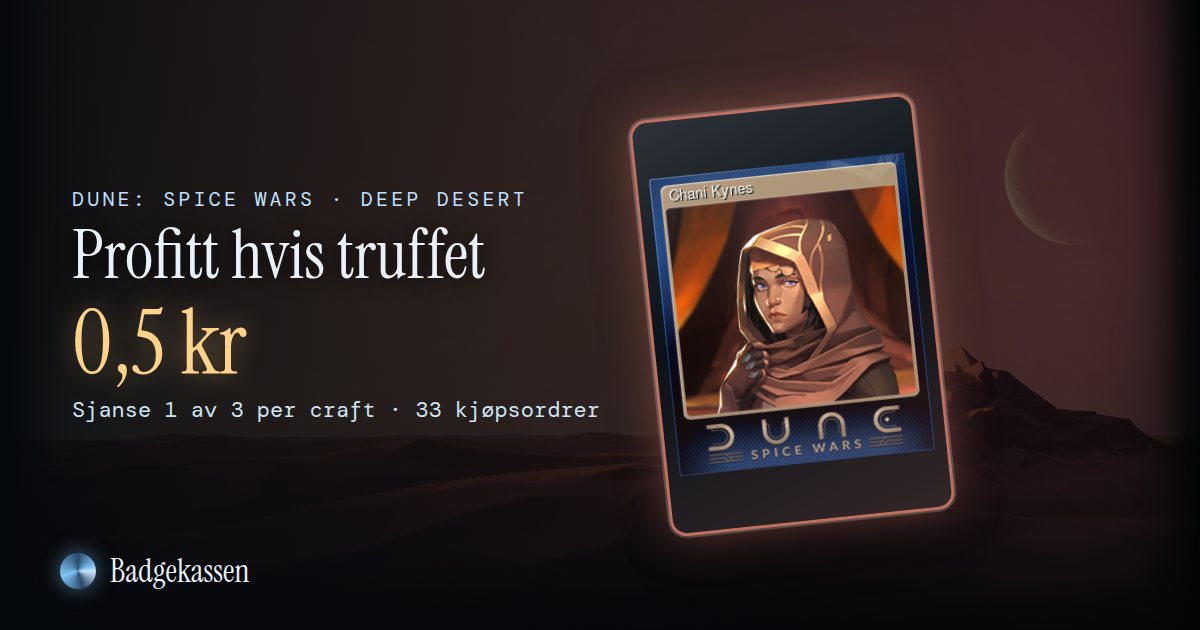 DUNE: SPICE WARS · DEEP DESERT
Profitt hvis truffet
0,5 kr
Sjanse 1 av 3 per craft · 33 kjøpsordrer
Chani Kynes
DUNE
SPICE WARS
Badgekassen